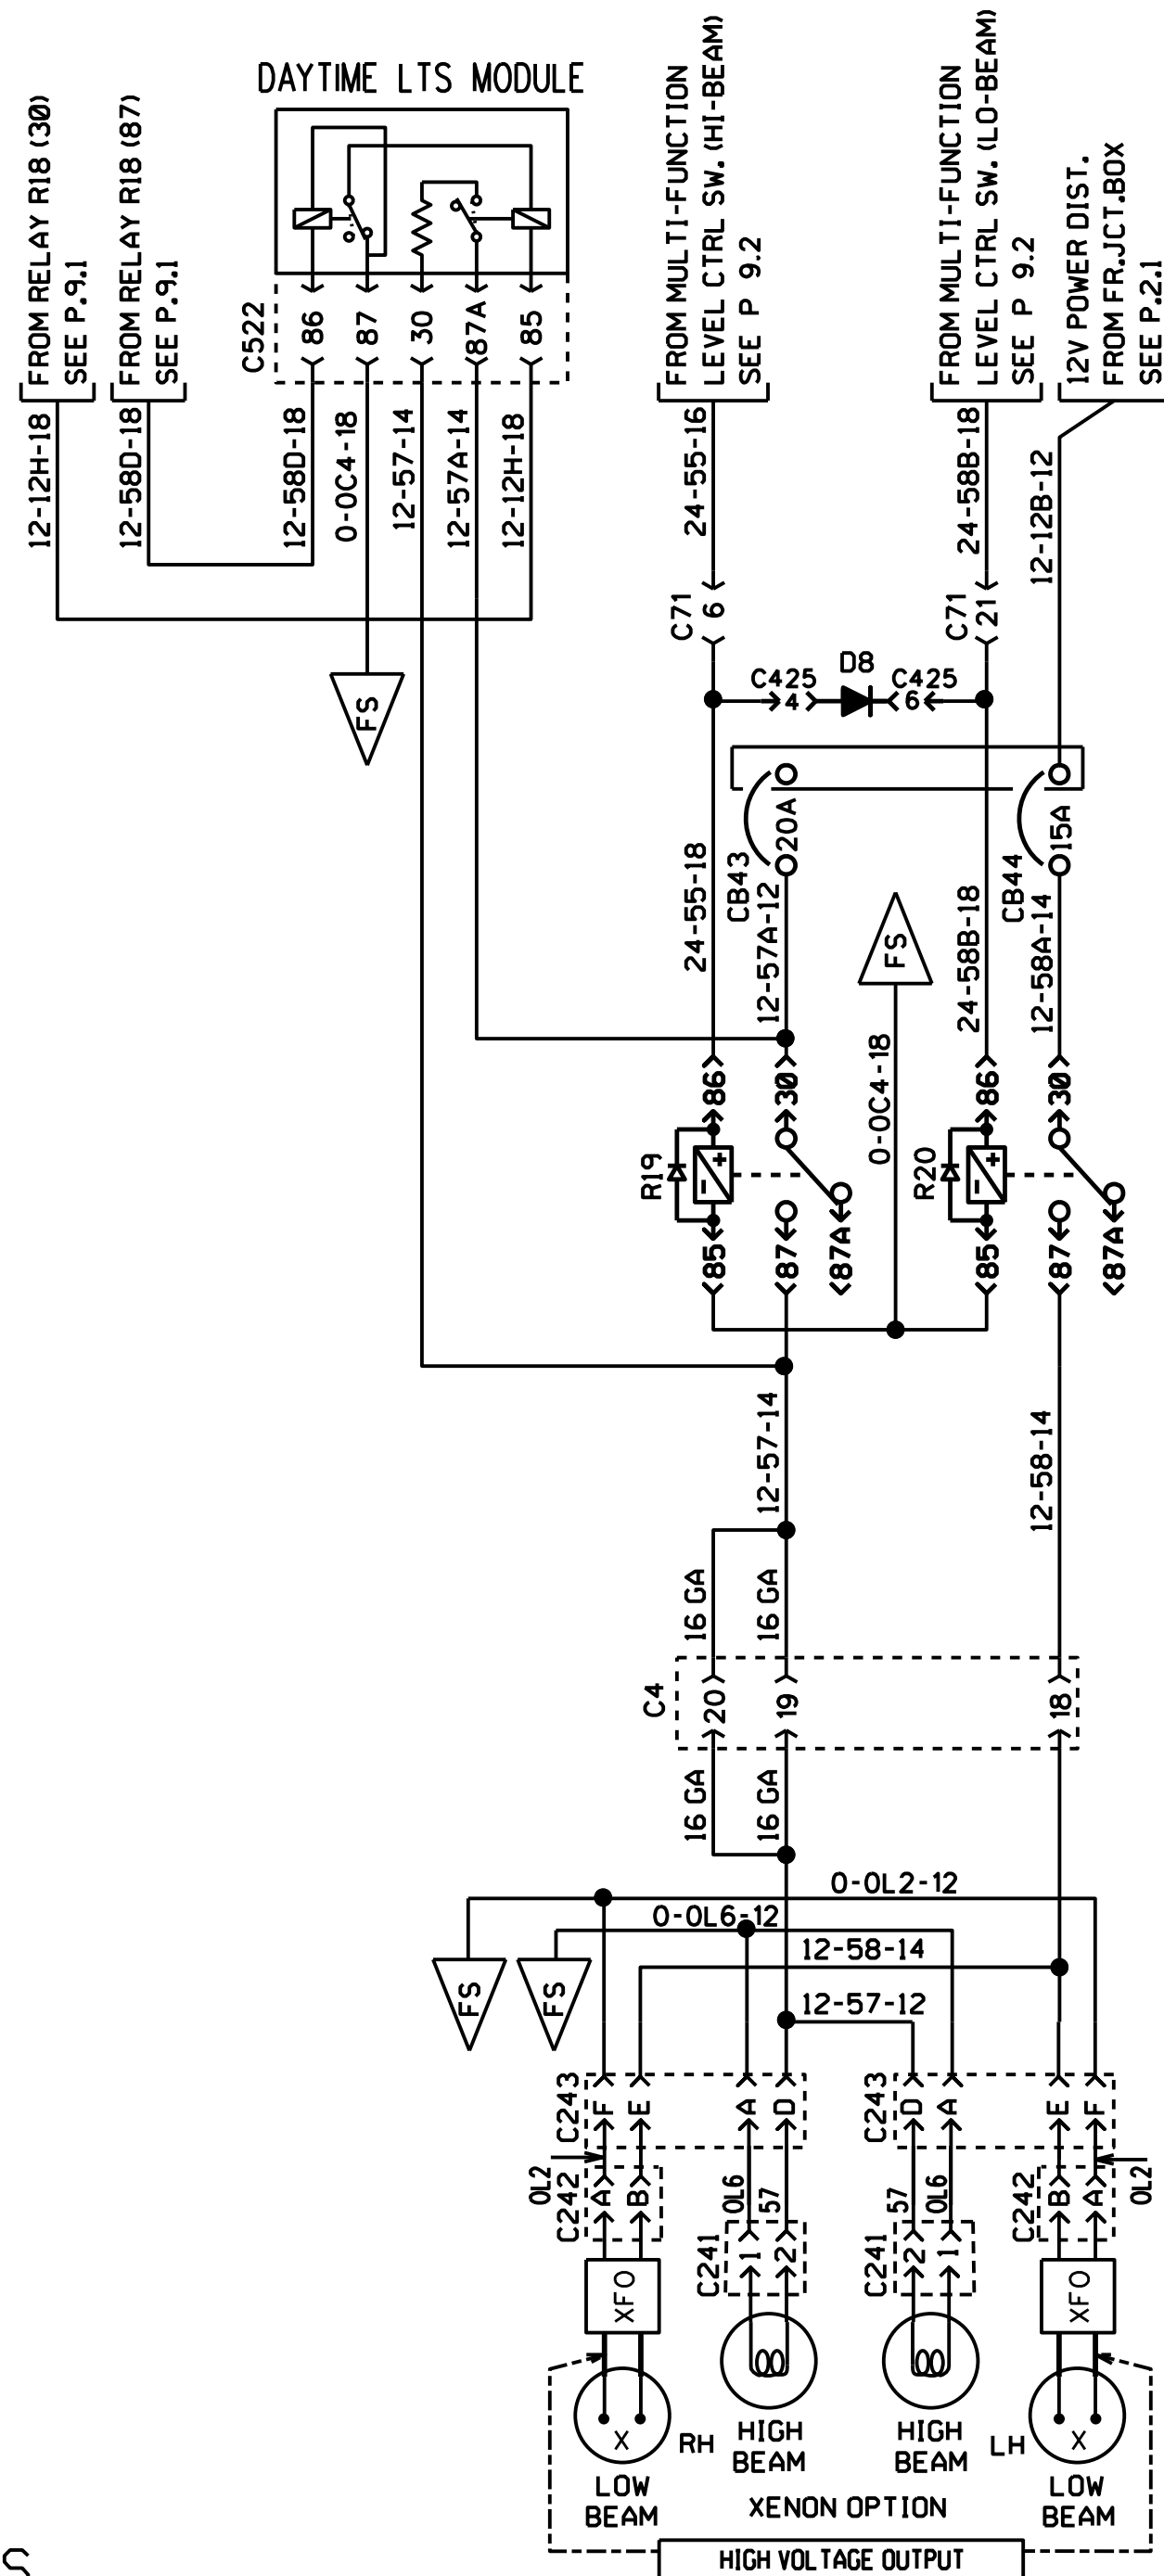 DAYTIME LTS MODULE
FROM RELAY R18 (30)
SEE P.9.1
FROM RELAY R18 (87)
SEE P.9.1
C522
86
87
30
87A
85
FROM MULTI-FUNCTION
LEVEL CTRL SW. (HI-BEAM)
SEE P 9.2
FROM MULTI-FUNCTION
LEVEL CTRL SW. (LO-BEAM)
SEE P 9.2
12V POWER DIST.
FROM FR.JCT.BOX
SEE P.2.1
12-12H-18
12-58D-18
12-58D-18
0-0C4-18
12-57-14
12-57A-14
12-12H-18
24-55-16
24-58B-18
12-12B-12
C71
6
C71
21
FS
C425
4
D8
C425
6
24-55-18
CB43
20A
12-57A-12
FS
24-58B-18
CB44
15A
12-58A-14
0-0C4-18
R19
86
30
85
87
87A
R20
86
30
85
87
87A
12-57-14
12-58-14
16 GA
16 GA
C4
20
19
18
16 GA
16 GA
0-0L2-12
0-0L6-12
12-58-14
12-57-12
FS
FS
C243
F
E
A
D
C243
D
A
E
F
0L2
C242
A
B
0L6
57
57
0L6
C242
B
A
0L2
C241
1
2
C241
2
1
XFO
XFO
X
RH
HIGH
BEAM
HIGH
BEAM
LH
X
LOW
BEAM
LOW
BEAM
XENON OPTION
HIGH VOLTAGE OUTPUT